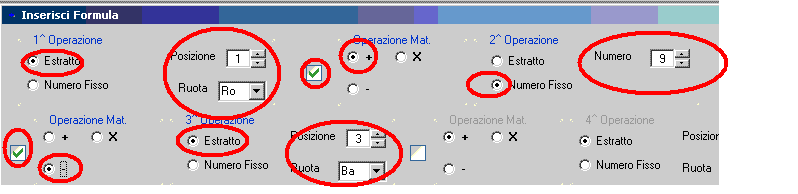 Inserisci Formula
1^ Operazione Operazione Mat. 2^ Operazione
Estratto Posizione 1 + X Estratto Numero 9
Numero Fisso Ruota Ro - Numero Fisso
Operazione Mat. 3^ Operazione Operazione Mat. 4^ Operazione
+ X Estratto Posizione 3 + X Estratto Posizion
- Numero Fisso Ruota Ba - Numero Fisso Ruota